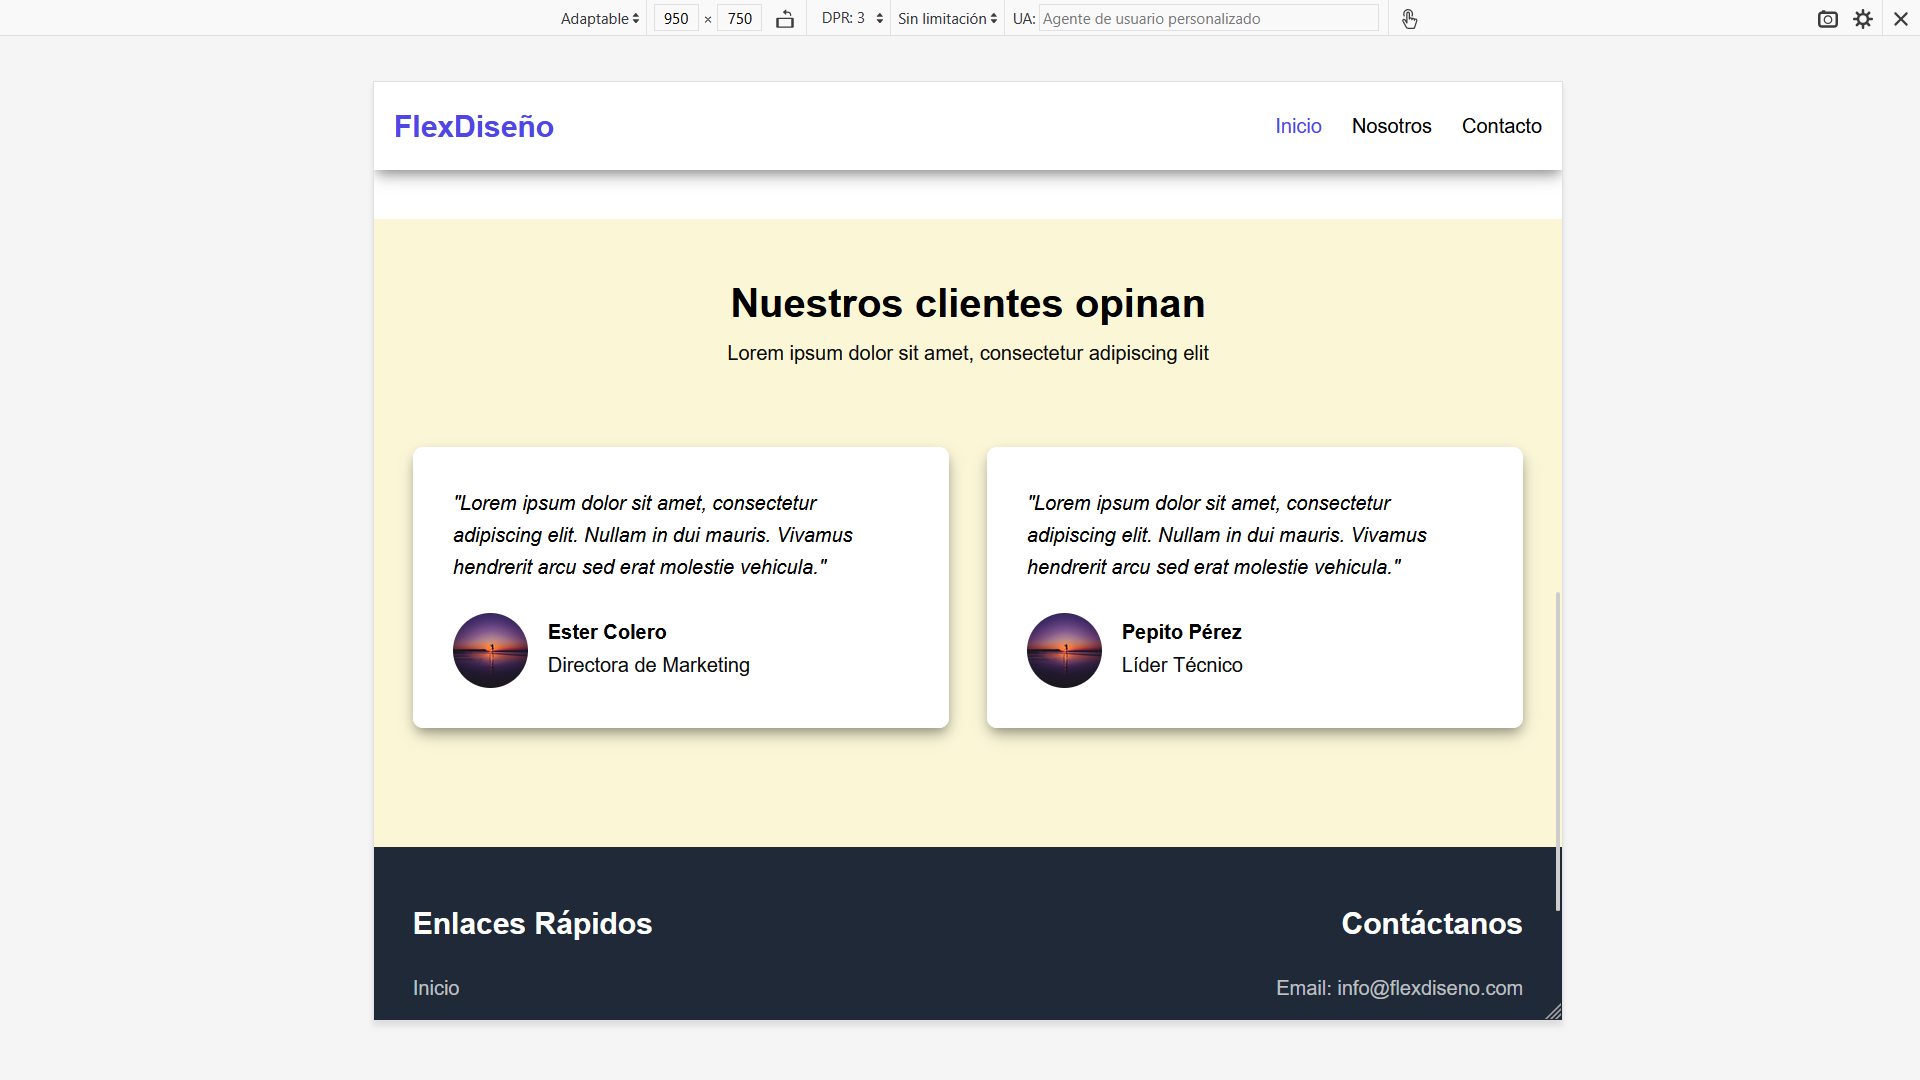 Adaptable 950 × 750 DPR: 3 Sin limitación UA: Agente de usuario personalizado
FlexDiseño Inicio Nosotros Contacto
Nuestros clientes opinan
Lorem ipsum dolor sit amet, consectetur adipiscing elit
"Lorem ipsum dolor sit amet, consectetur
adipiscing elit. Nullam in dui mauris. Vivamus
hendrerit arcu sed erat molestie vehicula."
Ester Colero
Directora de Marketing
"Lorem ipsum dolor sit amet, consectetur
adipiscing elit. Nullam in dui mauris. Vivamus
hendrerit arcu sed erat molestie vehicula."
Pepito Pérez
Líder Técnico
Enlaces Rápidos
Inicio
Contáctanos
Email: info@flexdiseno.com